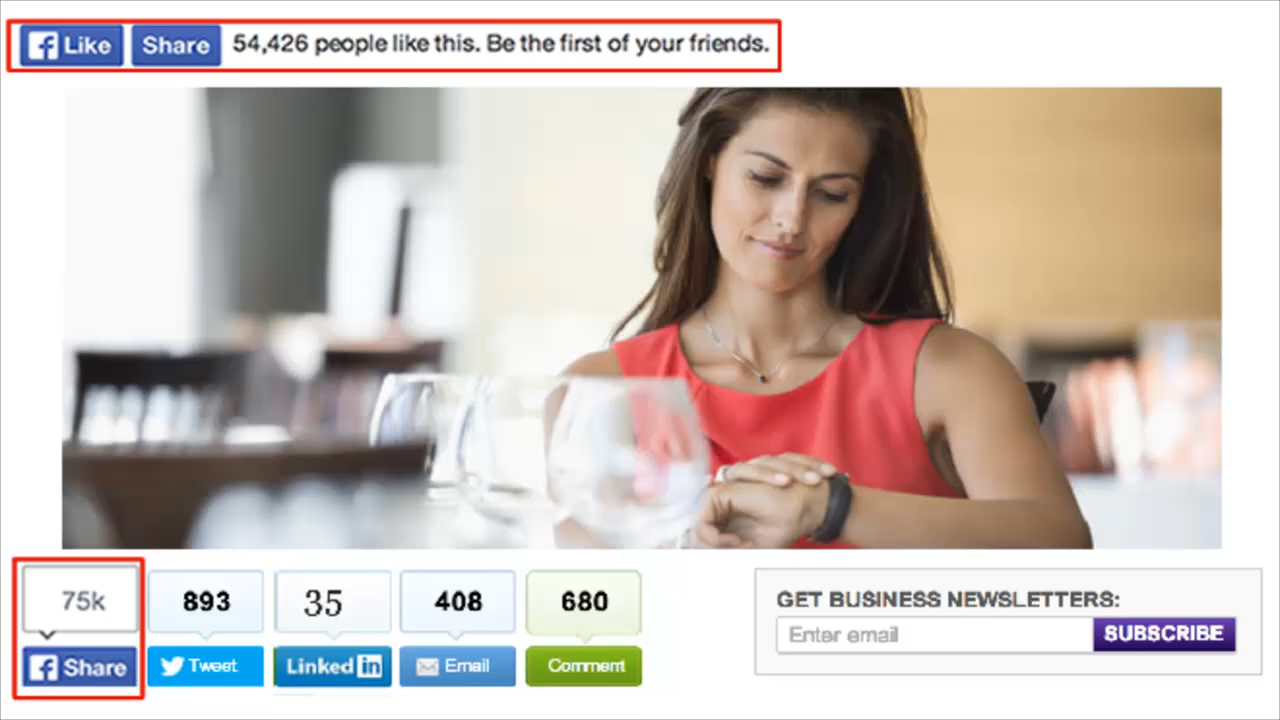 Like Share 54,426 people like this. Be the first of your friends.
75k 893 35 408 680
Share Tweet Linked in Email Comment
GET BUSINESS NEWSLETTERS:
Enter email SUBSCRIBE